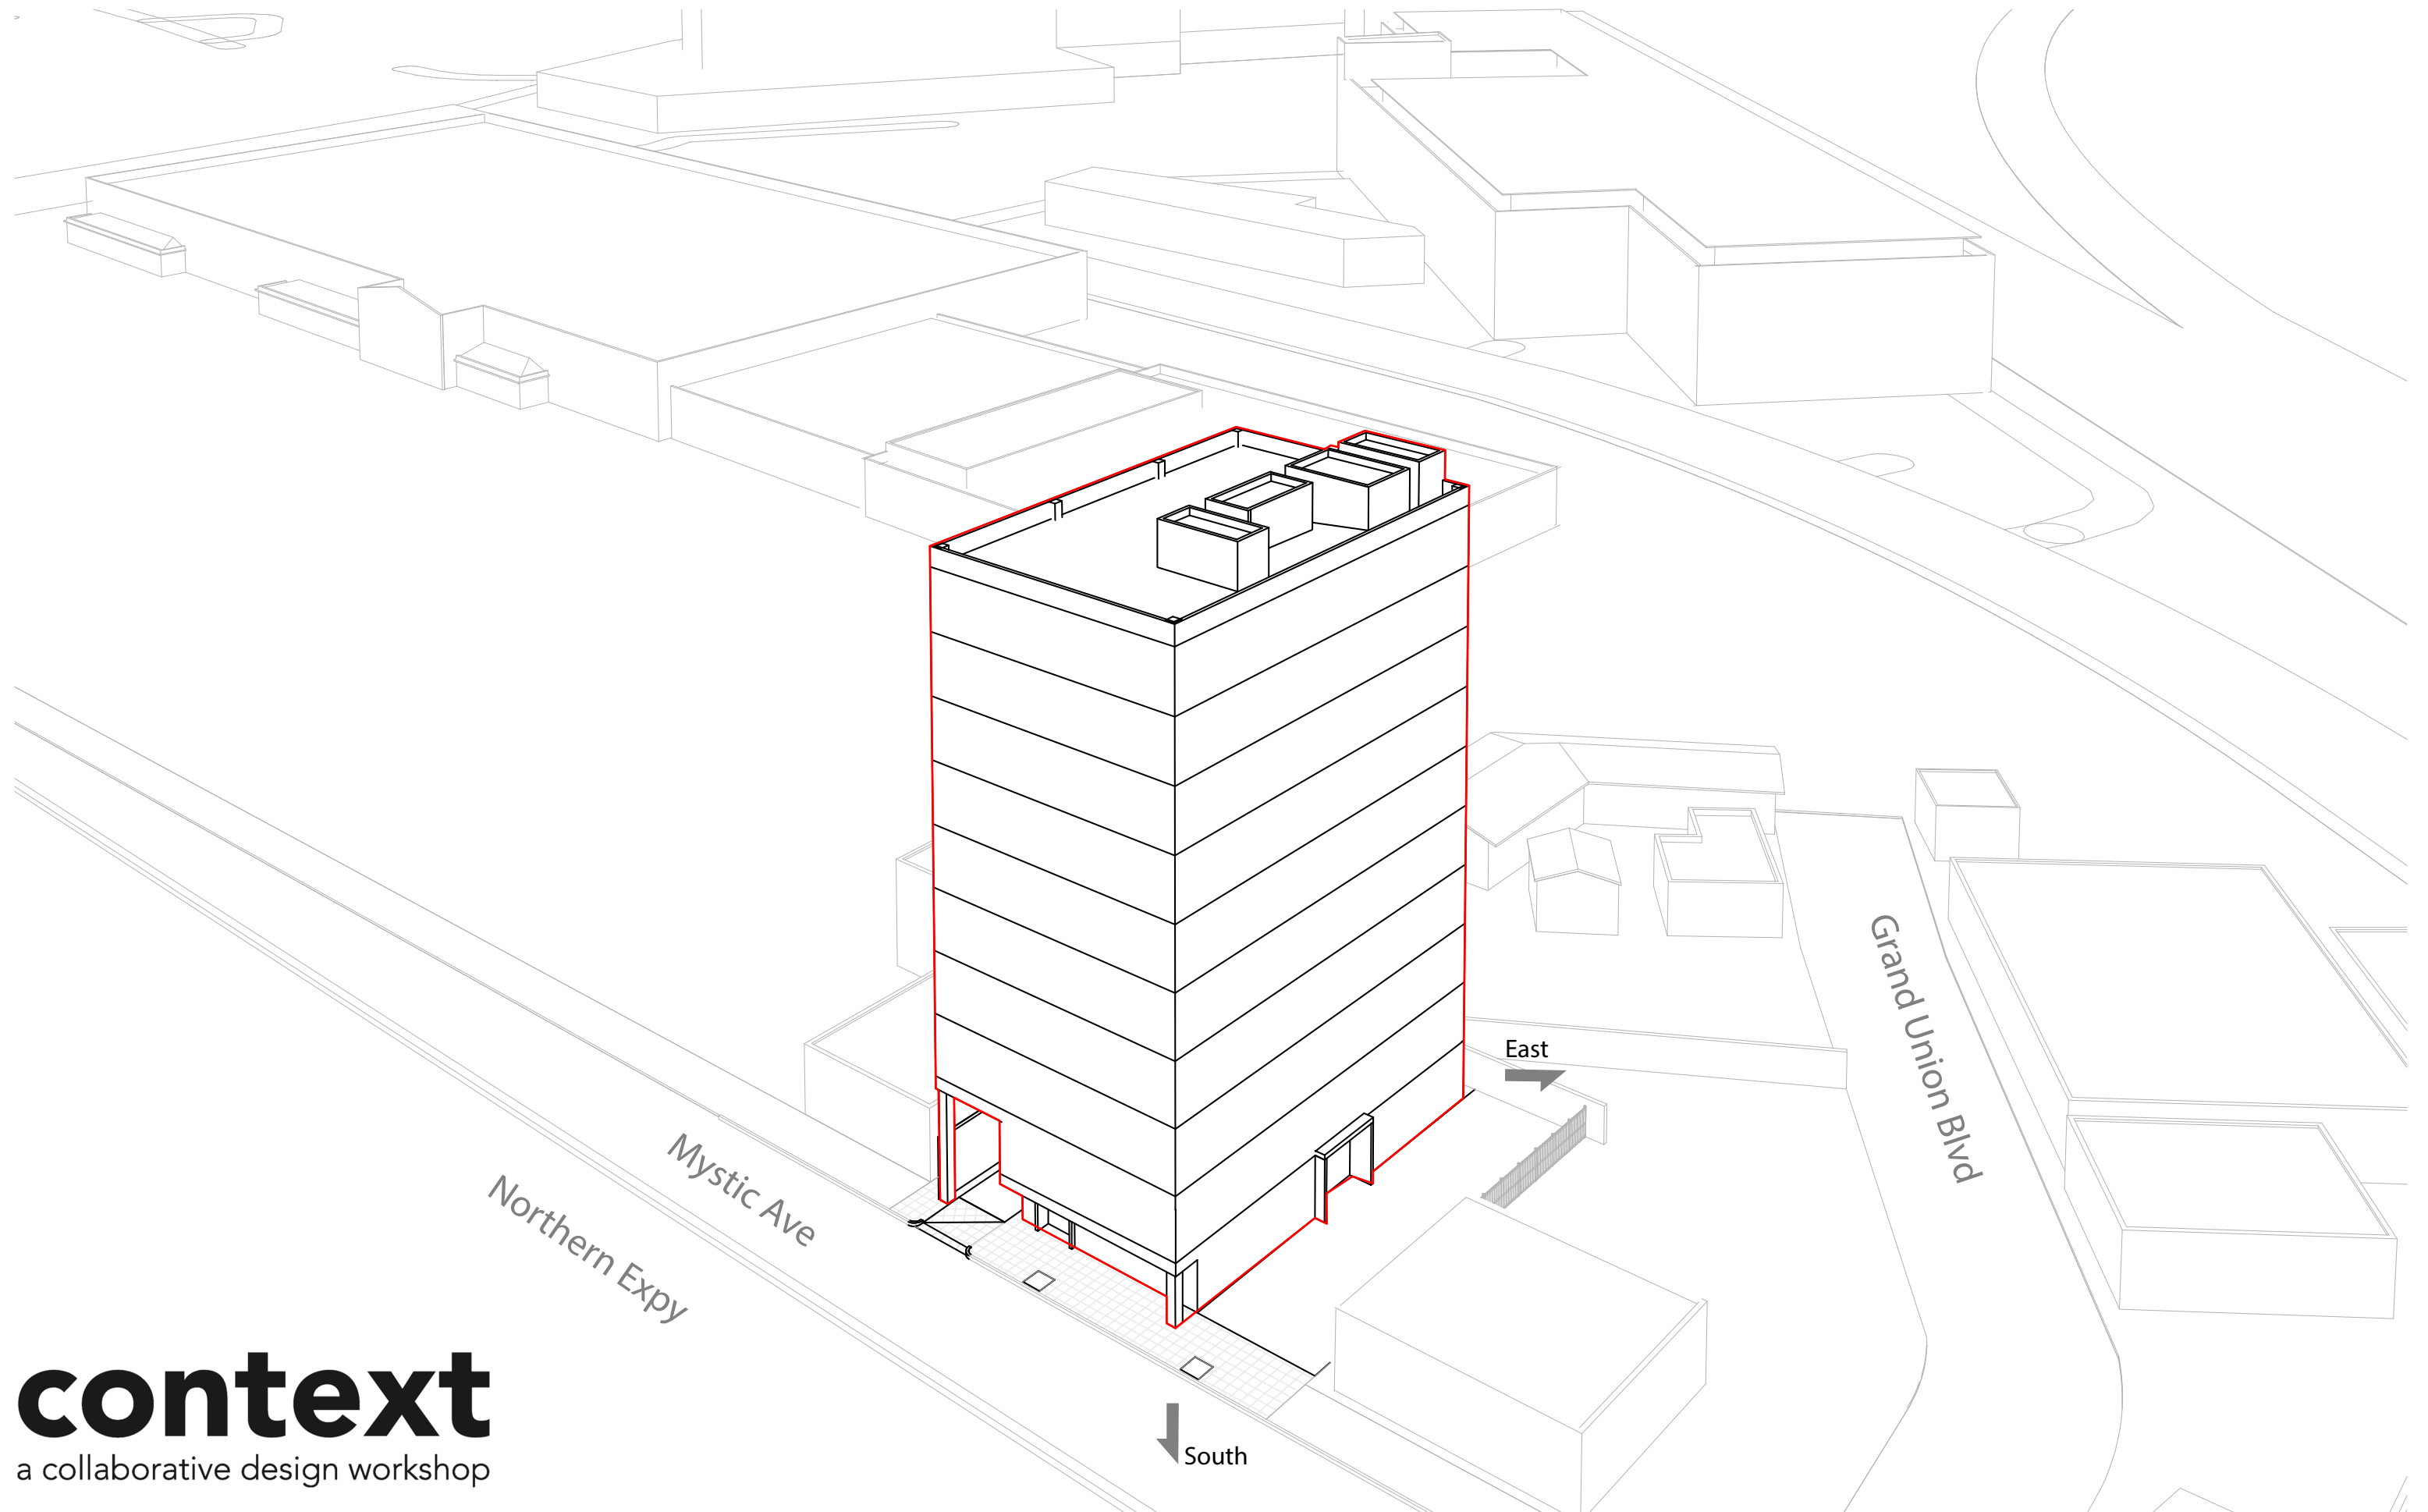 East
Grand Union Blvd
Mystic Ave
Northern Expy
context
a collaborative design workshop
South